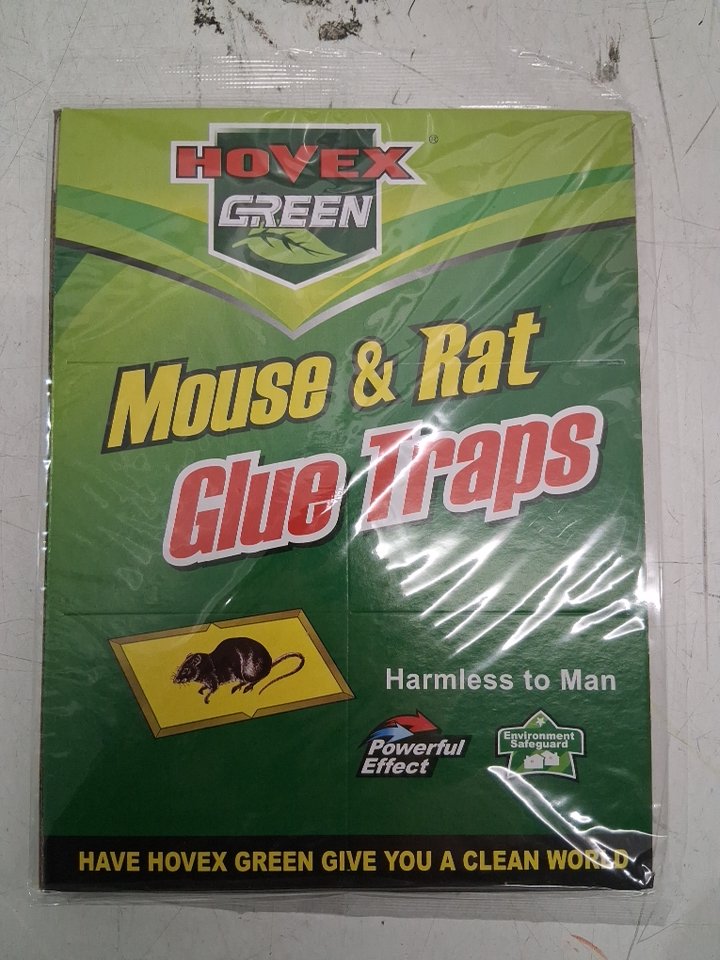 HOVEX ®
GREEN
Mouse & Rat
Glue Traps
Harmless to Man
Powerful
Effect
Environment
Safeguard
HAVE HOVEX GREEN GIVE YOU A CLEAN WORLD